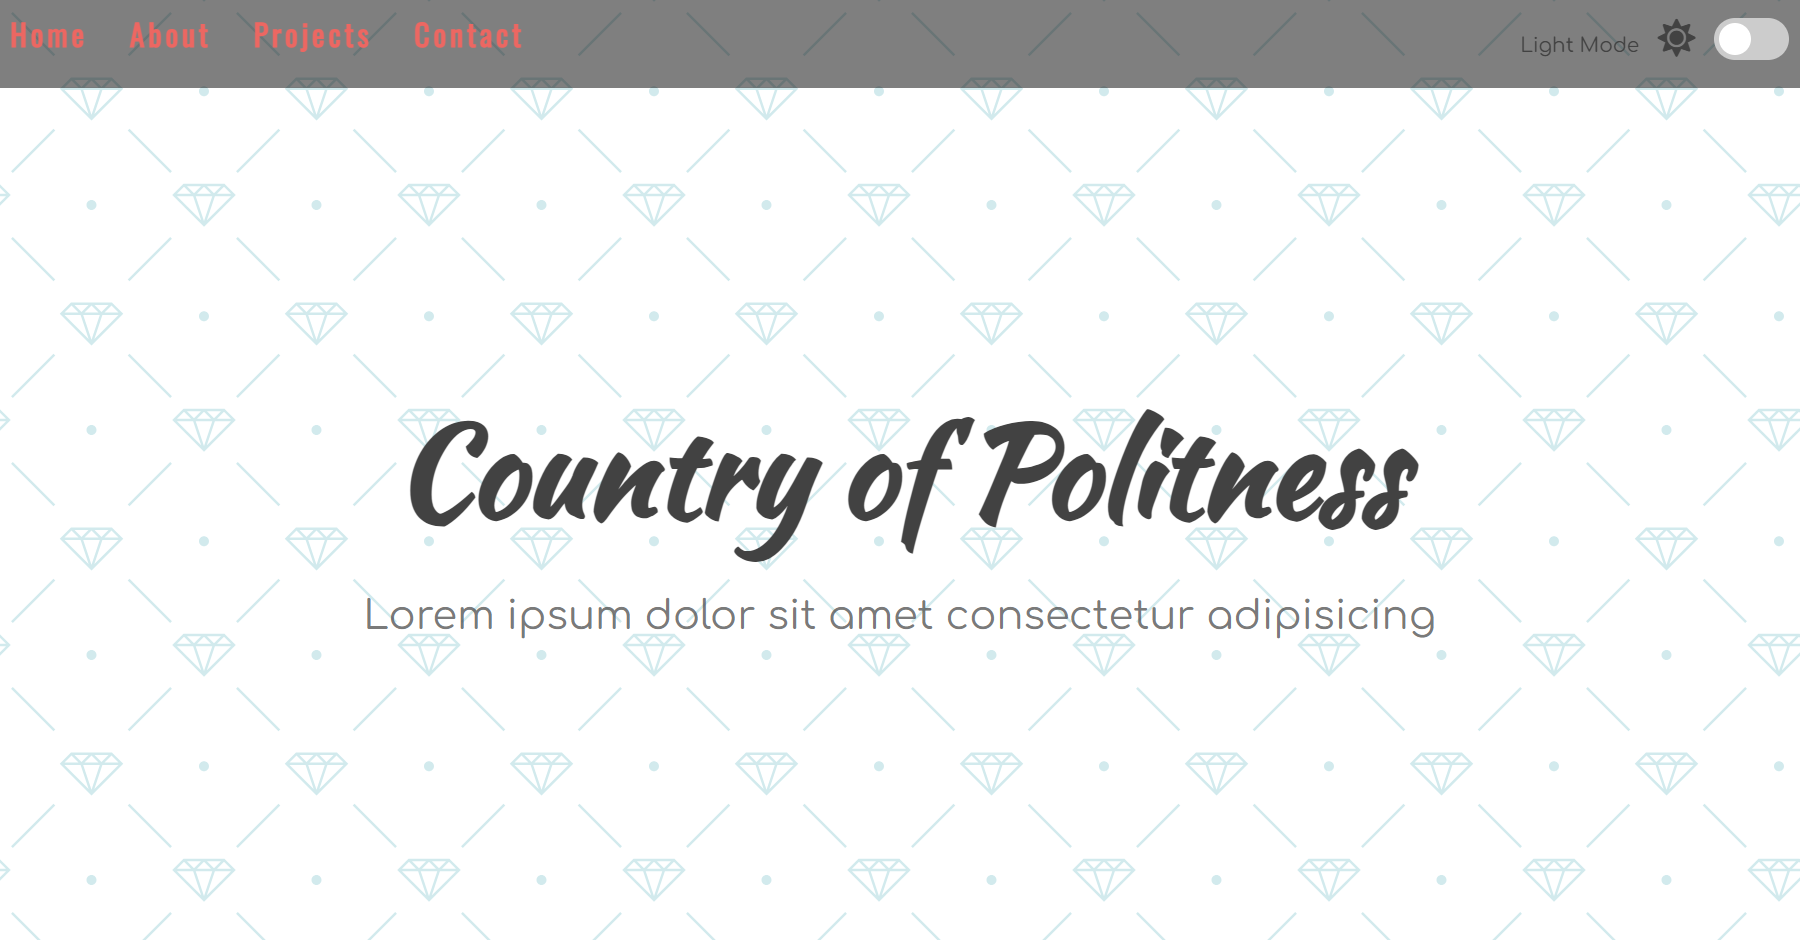 Home About Projects Contact Light Mode
Country of Politness
Lorem ipsum dolor sit amet consectetur adipisicing